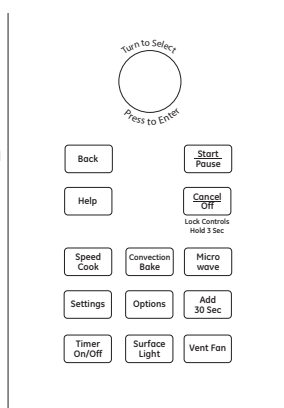 Turn to Select
Press to Enter
Back
Start
Pause
Help
Cancel
Off
Lock Controls
Hold 3 Sec
Speed
Cook
Convection
Bake
Micro
wave
Settings
Options
Add
30 Sec
Timer
On/Off
Surface
Light
Vent Fan